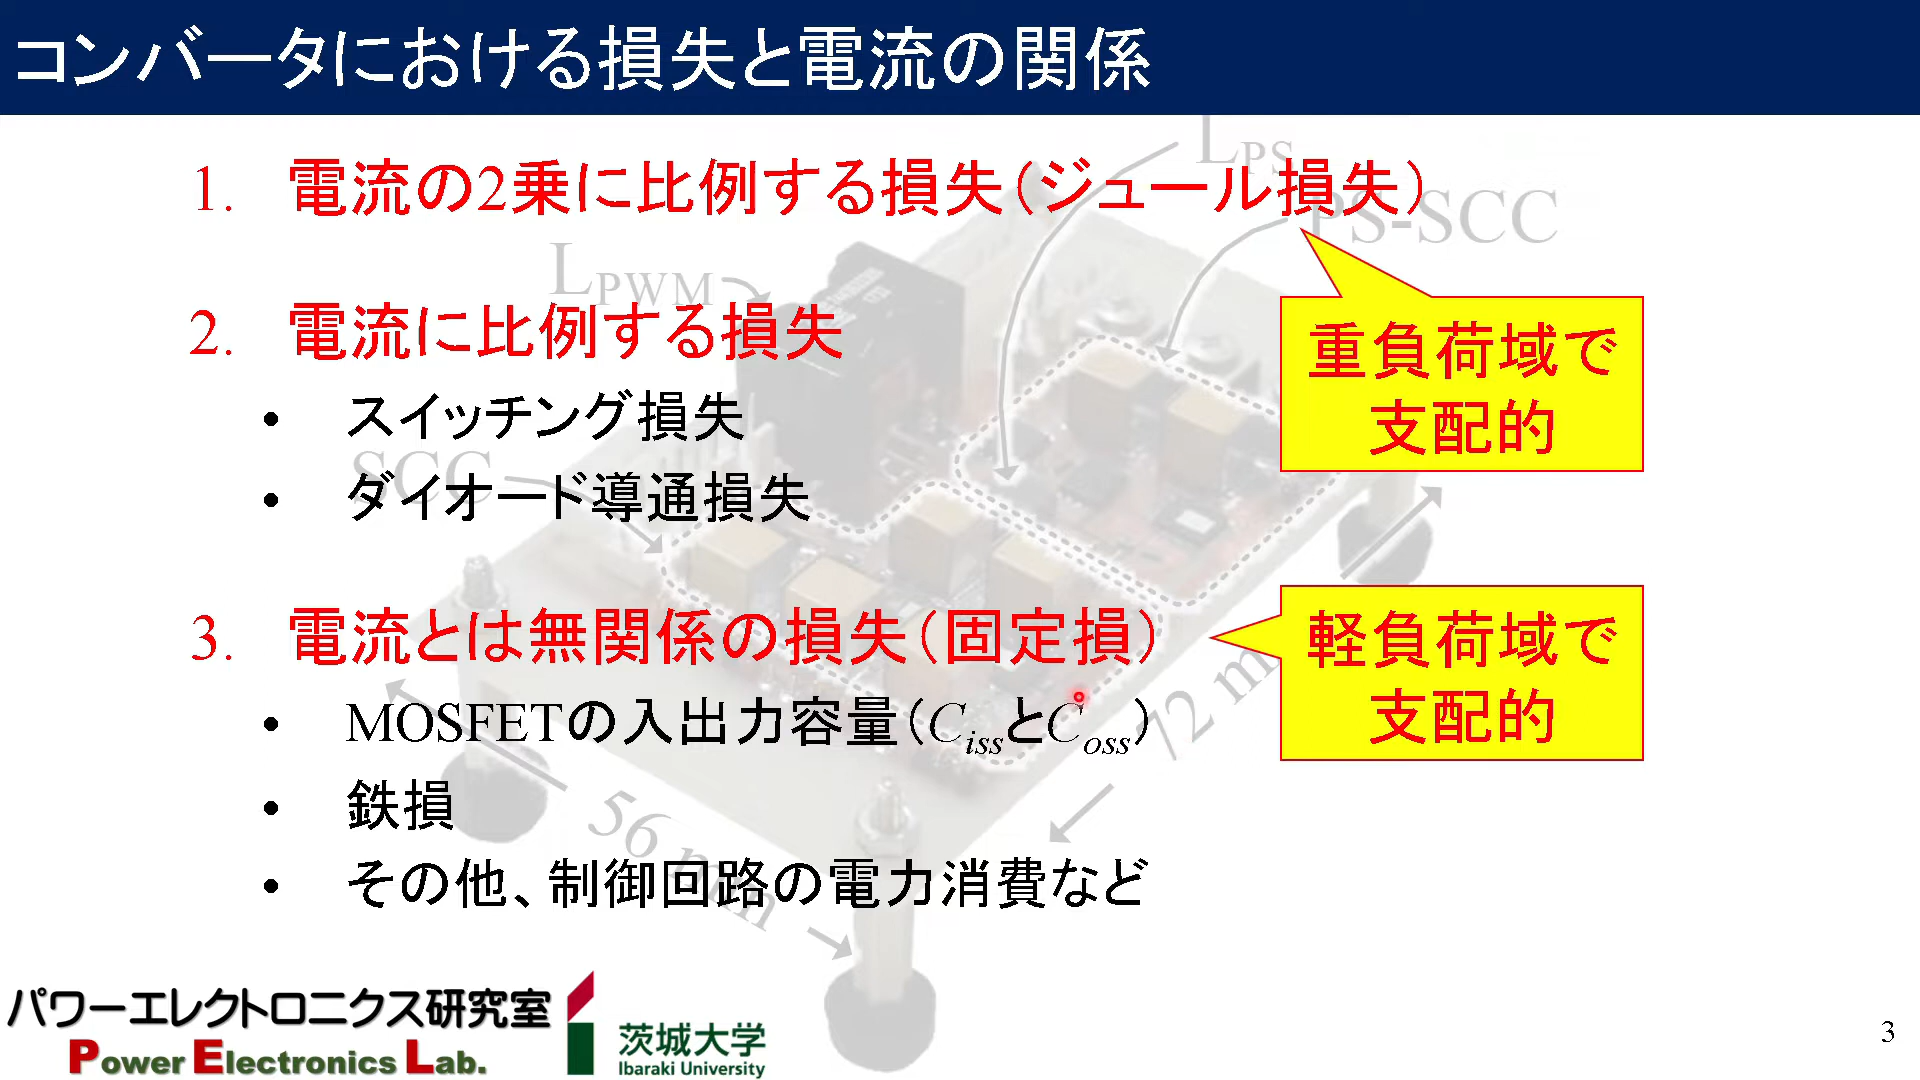 コンバータにおける損失と電流の関係
1. 電流の2乗に比例する損失（ジュール損失）
2. 電流に比例する損失
• スイッチング損失
• ダイオード導通損失
3. 電流とは無関係の損失（固定損）
• MOSFETの入出力容量（CissとCoss）
• 鉄損
• その他、制御回路の電力消費など
重負荷域で
支配的
軽負荷域で
支配的
LPS
PS-SCC
LPWM
SCC
72 m
56 mm
パワーエレクトロニクス研究室
Power Electronics Lab.
茨城大学
Ibaraki University
3